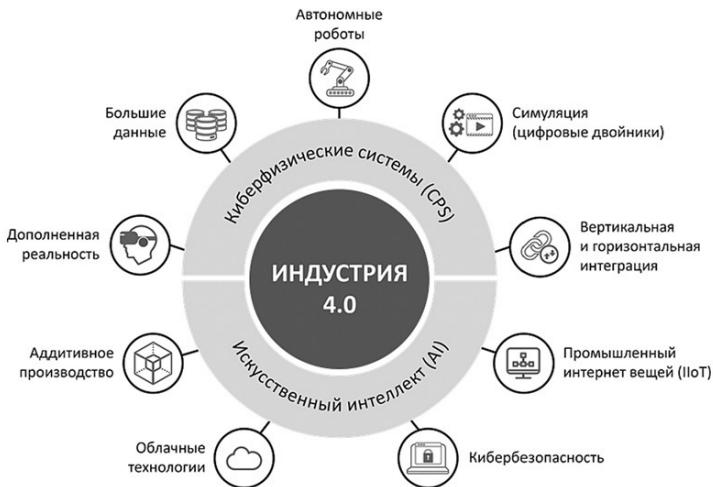 Автономные
роботы
Большие
данные
Симуляция
(цифровые двойники)
Киберфизические системы (CPS)
Дополненная
реальность
Вертикальная
и горизонтальная
интеграция
ИНДУСТРИЯ
4.0
Аддитивное
производство
Промышленный
интернет вещей (IIoT)
Искусственный интеллект (AI)
Облачные
технологии
Кибербезопасность